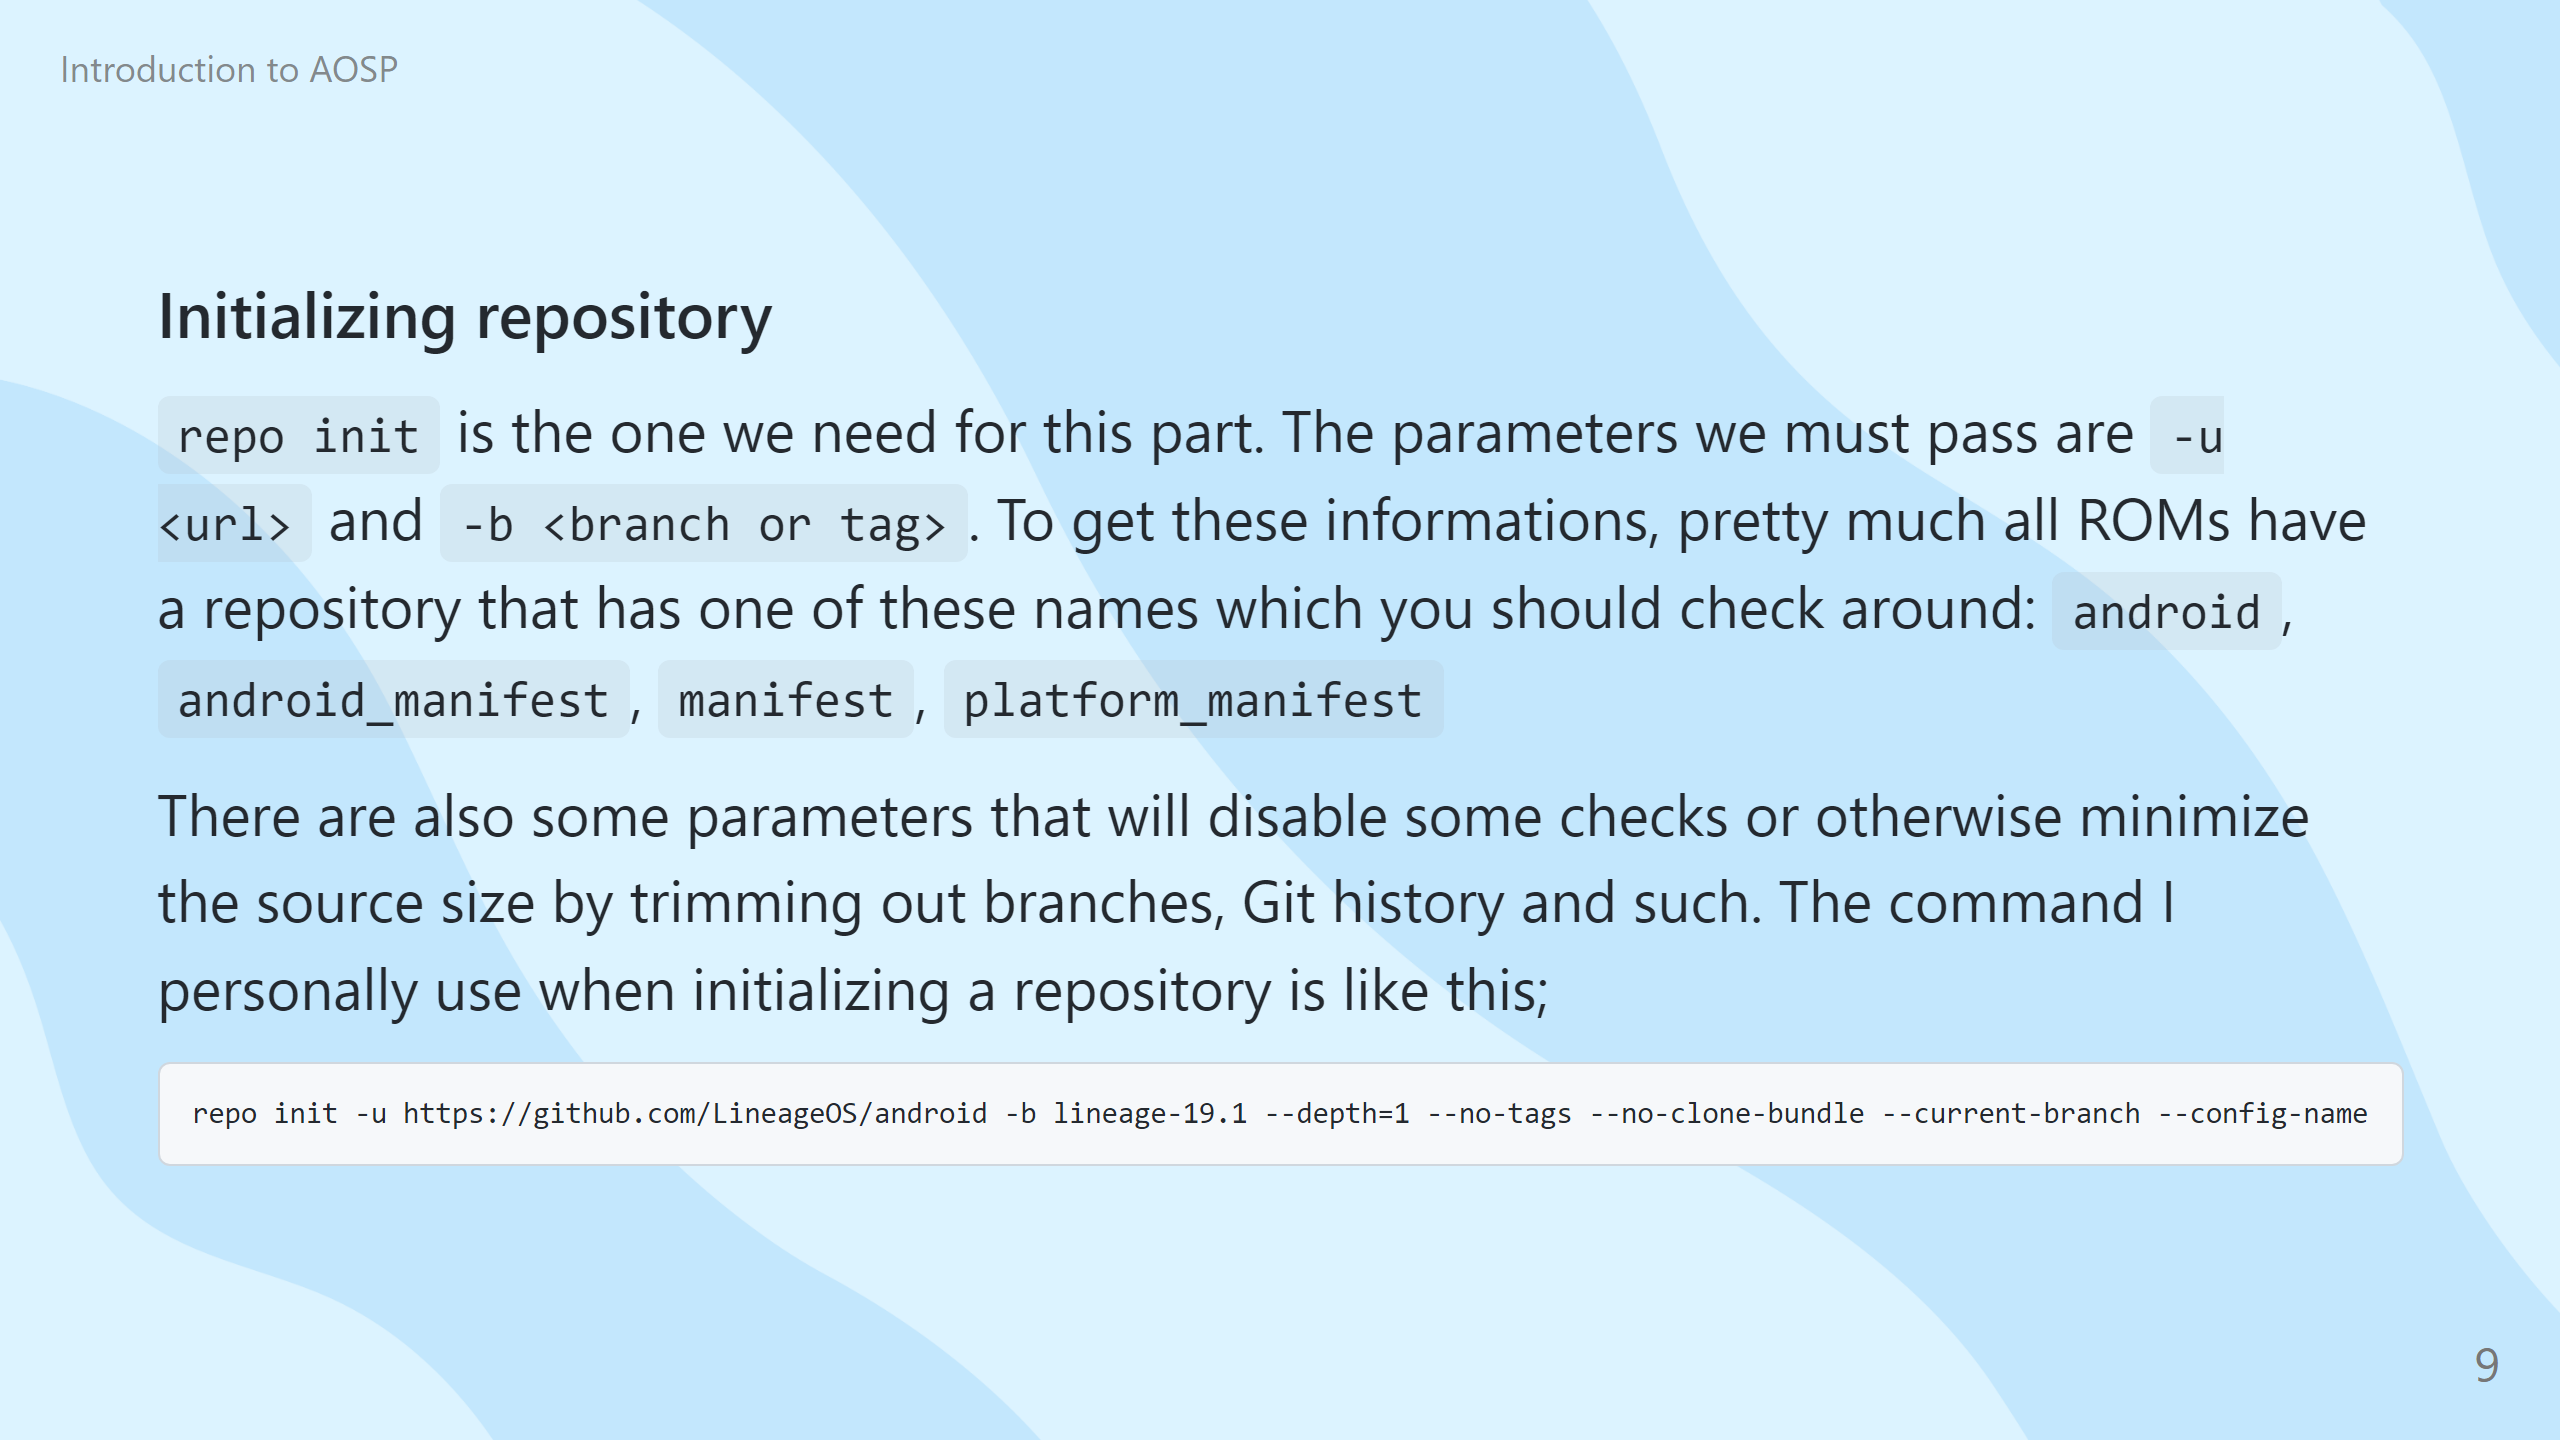 Introduction to AOSP
Initializing repository
repo init is the one we need for this part. The parameters we must pass are -u
<url> and -b <branch or tag>. To get these informations, pretty much all ROMs have
a repository that has one of these names which you should check around: android,
android_manifest, manifest, platform_manifest
There are also some parameters that will disable some checks or otherwise minimize
the source size by trimming out branches, Git history and such. The command I
personally use when initializing a repository is like this;
repo init -u https://github.com/LineageOS/android -b lineage-19.1 --depth=1 --no-tags --no-clone-bundle --current-branch --config-name
9